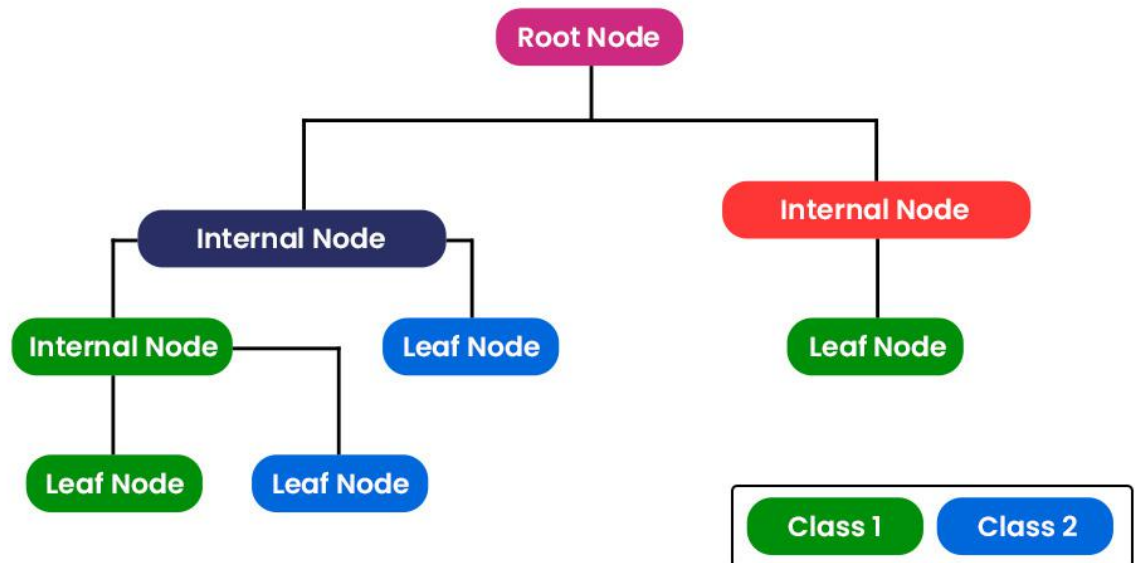 Root Node
Internal Node
Internal Node
Internal Node
Leaf Node
Leaf Node
Leaf Node
Leaf Node
Class 1
Class 2